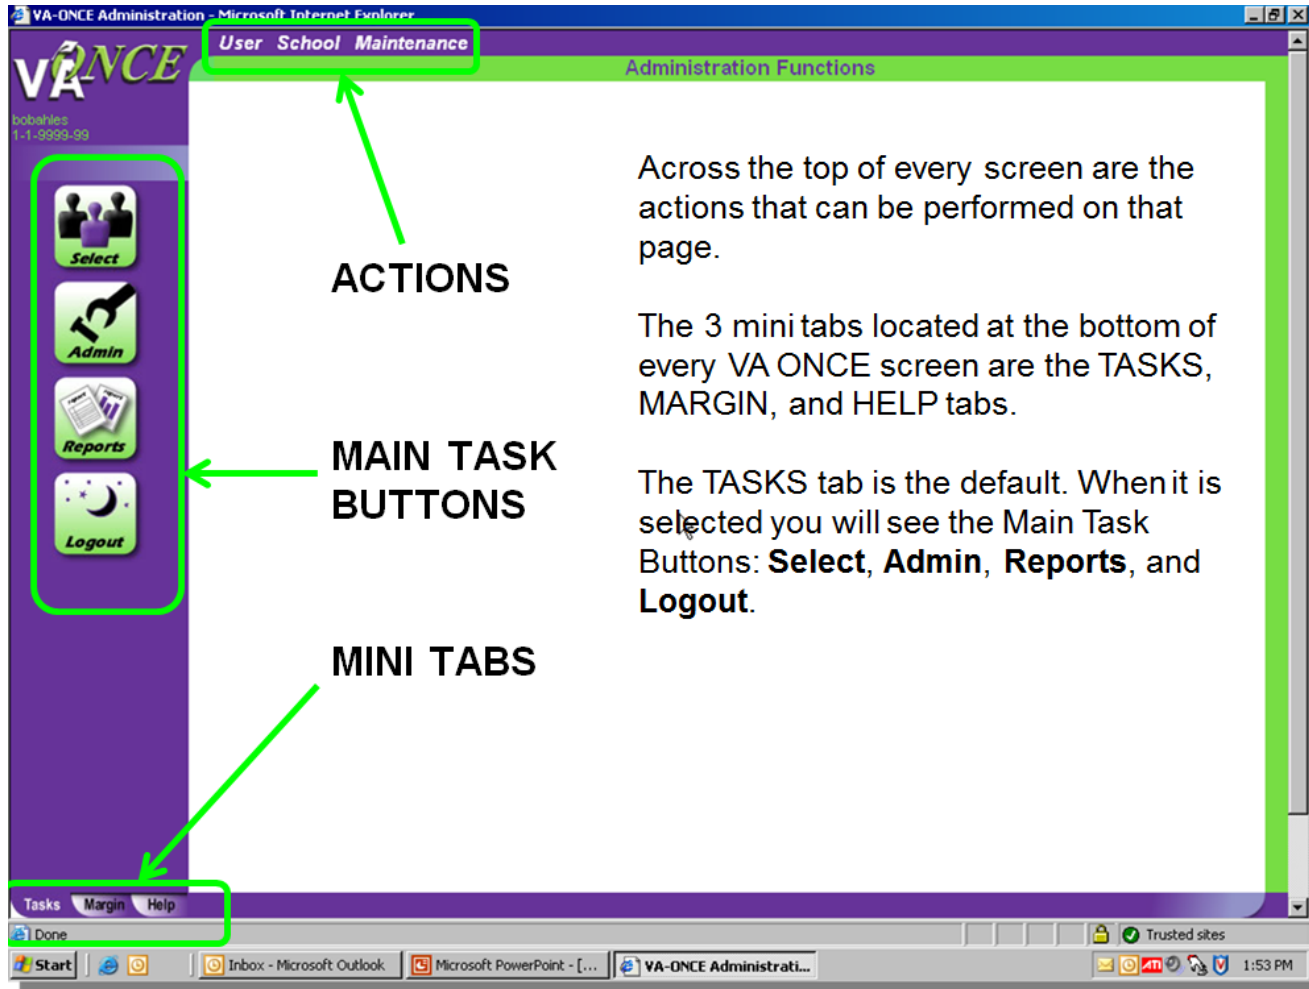 VA-ONCE Administration - Microsoft Internet Explorer
User School Maintenance
VA ONCE
Administration Functions
bobahles
1-1-9999-99
Select
Admin
Reports
Logout
ACTIONS
MAIN TASK
BUTTONS
MINI TABS
Across the top of every screen are the
actions that can be performed on that
page.
The 3 mini tabs located at the bottom of
every VA ONCE screen are the TASKS,
MARGIN, and HELP tabs.
The TASKS tab is the default. When it is
selected you will see the Main Task
Buttons: Select, Admin, Reports, and
Logout.
Tasks Margin Help
Done
Trusted sites
Start
Inbox - Microsoft Outlook
Microsoft PowerPoint - [...
VA-ONCE Administrati...
ATI
1:53 PM